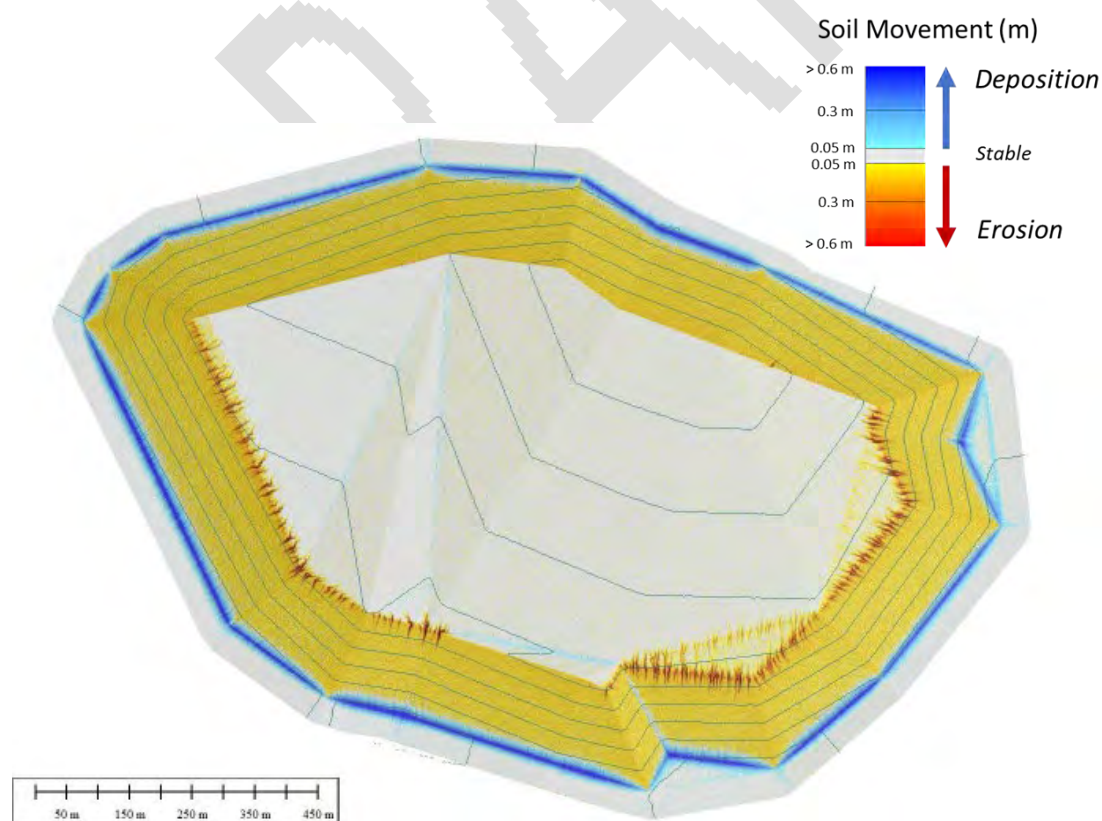 Soil Movement (m)
> 0.6 m
Deposition
0.3 m
0.05 m
Stable
0.05 m
0.3 m
Erosion
> 0.6 m
50 m 150 m 250 m 350 m 450 m